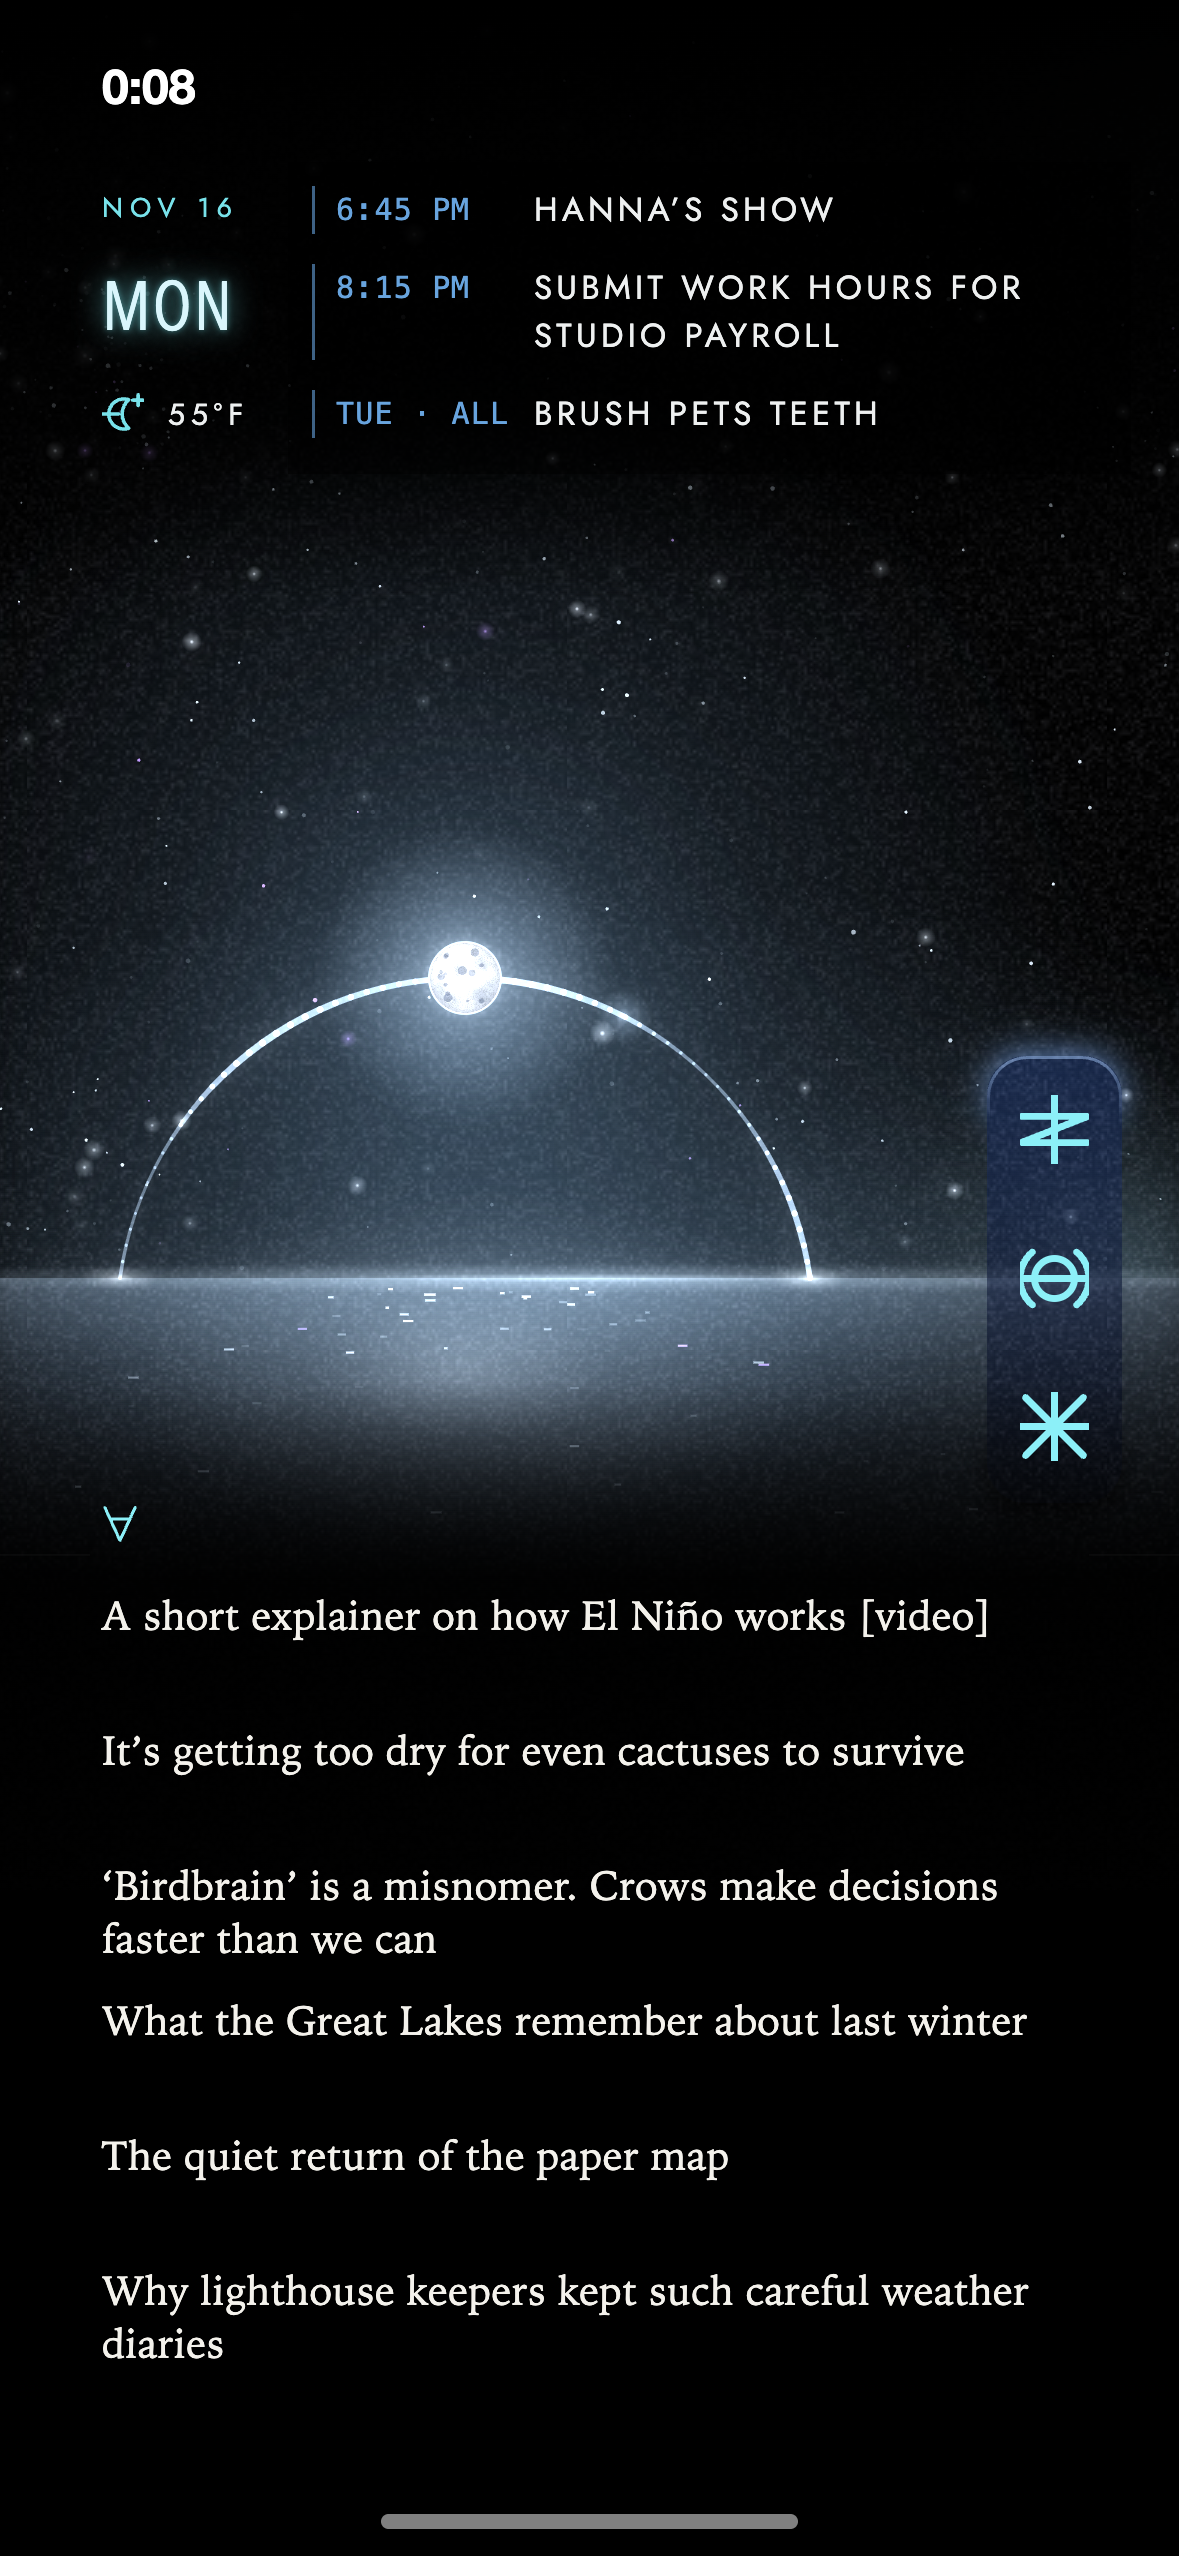 0:08
NOV 16
MON
55°F
6:45 PM HANNA’S SHOW
8:15 PM SUBMIT WORK HOURS FOR
STUDIO PAYROLL
TUE · ALL BRUSH PETS TEETH
∀
A short explainer on how El Niño works [video]
It’s getting too dry for even cactuses to survive
‘Birdbrain’ is a misnomer. Crows make decisions
faster than we can
What the Great Lakes remember about last winter
The quiet return of the paper map
Why lighthouse keepers kept such careful weather
diaries